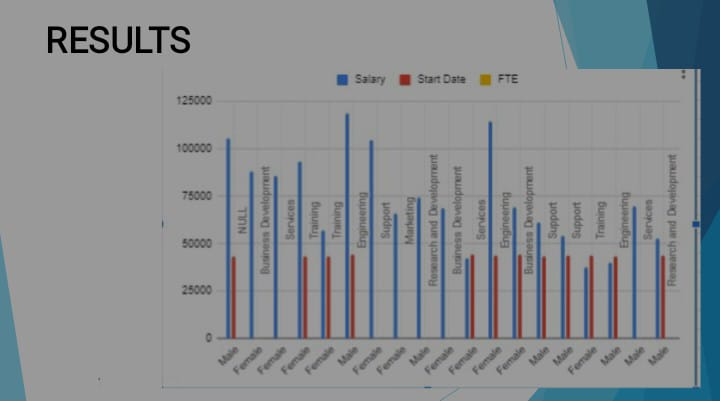 RESULTS
Salary Start Date FTE
125000
100000
75000
50000
25000
0
NULL
Business Development
Services
Training
Training
Engineering
Support
Marketing
Research and Development
Business Development
Services
Engineering
Business Development
Support
Support
Training
Engineering
Services
Research and Development
Male
Female
Female
Female
Female
Male
Female
Female
Male
Female
Female
Female
Female
Male
Male
Female
Male
Male
Male